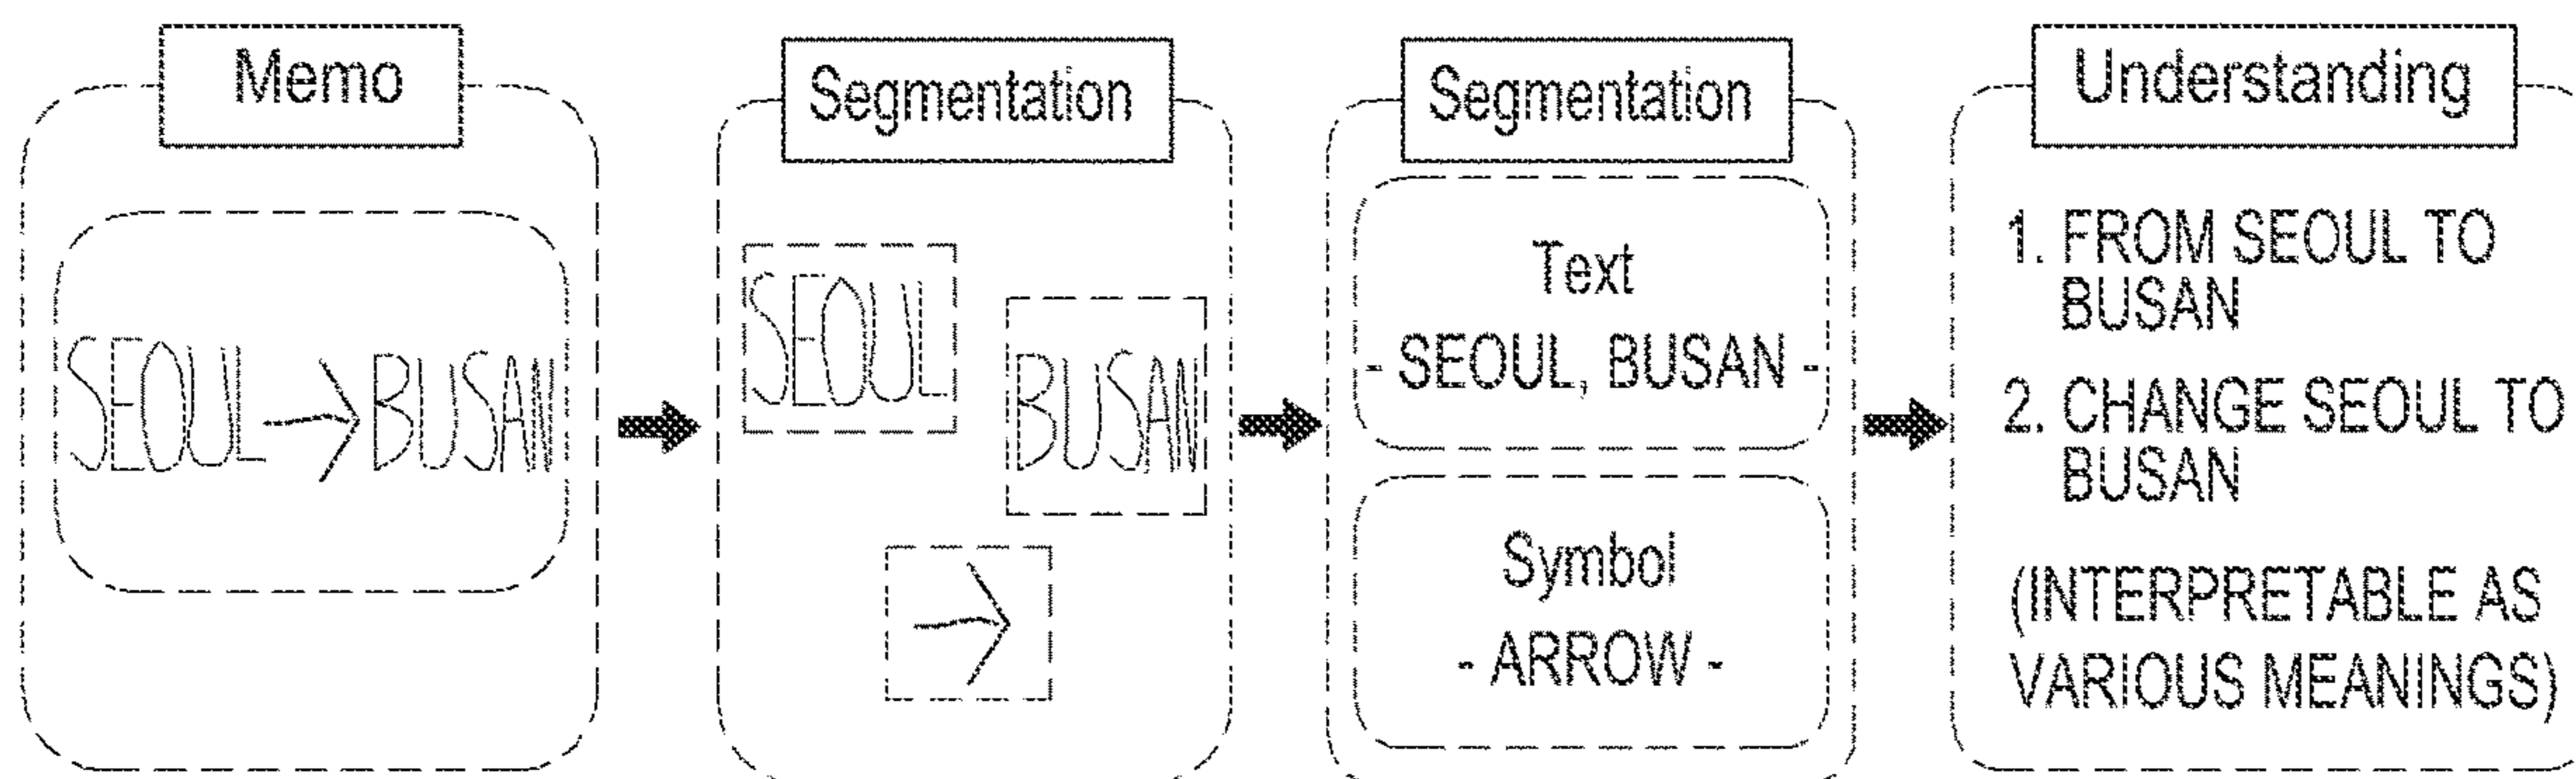 Memo
SEOUL → BUSAN
Segmentation
SEOUL
BUSAN
→
Segmentation
Text
- SEOUL, BUSAN -
Symbol
- ARROW -
Understanding
1. FROM SEOUL TO
BUSAN
2. CHANGE SEOUL TO
BUSAN
(INTERPRETABLE AS
VARIOUS MEANINGS)